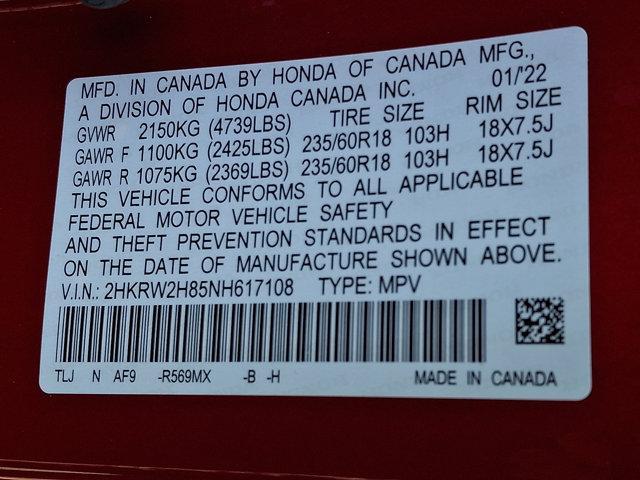 MFD. IN CANADA BY HONDA OF CANADA MFG.,
A DIVISION OF HONDA CANADA INC. 01/'22
GVWR 2150KG (4739LBS) TIRE SIZE RIM SIZE
GAWR F 1100KG (2425LBS) 235/60R18 103H 18X7.5J
GAWR R 1075KG (2369LBS) 235/60R18 103H 18X7.5J
THIS VEHICLE CONFORMS TO ALL APPLICABLE
FEDERAL MOTOR VEHICLE SAFETY
AND THEFT PREVENTION STANDARDS IN EFFECT
ON THE DATE OF MANUFACTURE SHOWN ABOVE.
V.I.N.: 2HKRW2H85NH617108 TYPE: MPV
TLJ N AF9 -R569MX -B -H MADE IN CANADA